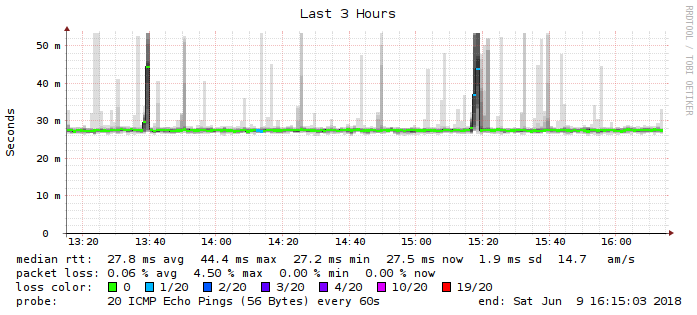 Last 3 Hours
RRDTOOL / TOBI OETIKER
Seconds
50 m
40 m
30 m
20 m
10 m
0
13:20 13:40 14:00 14:20 14:40 15:00 15:20 15:40 16:00
median rtt: 27.8 ms avg 44.4 ms max 27.2 ms min 27.5 ms now 1.9 ms sd 14.7 am/s
packet loss: 0.06 % avg 4.50 % max 0.00 % min 0.00 % now
loss color: 0 1/20 2/20 3/20 4/20 10/20 19/20
probe: 20 ICMP Echo Pings (56 Bytes) every 60s end: Sat Jun 9 16:15:03 2018